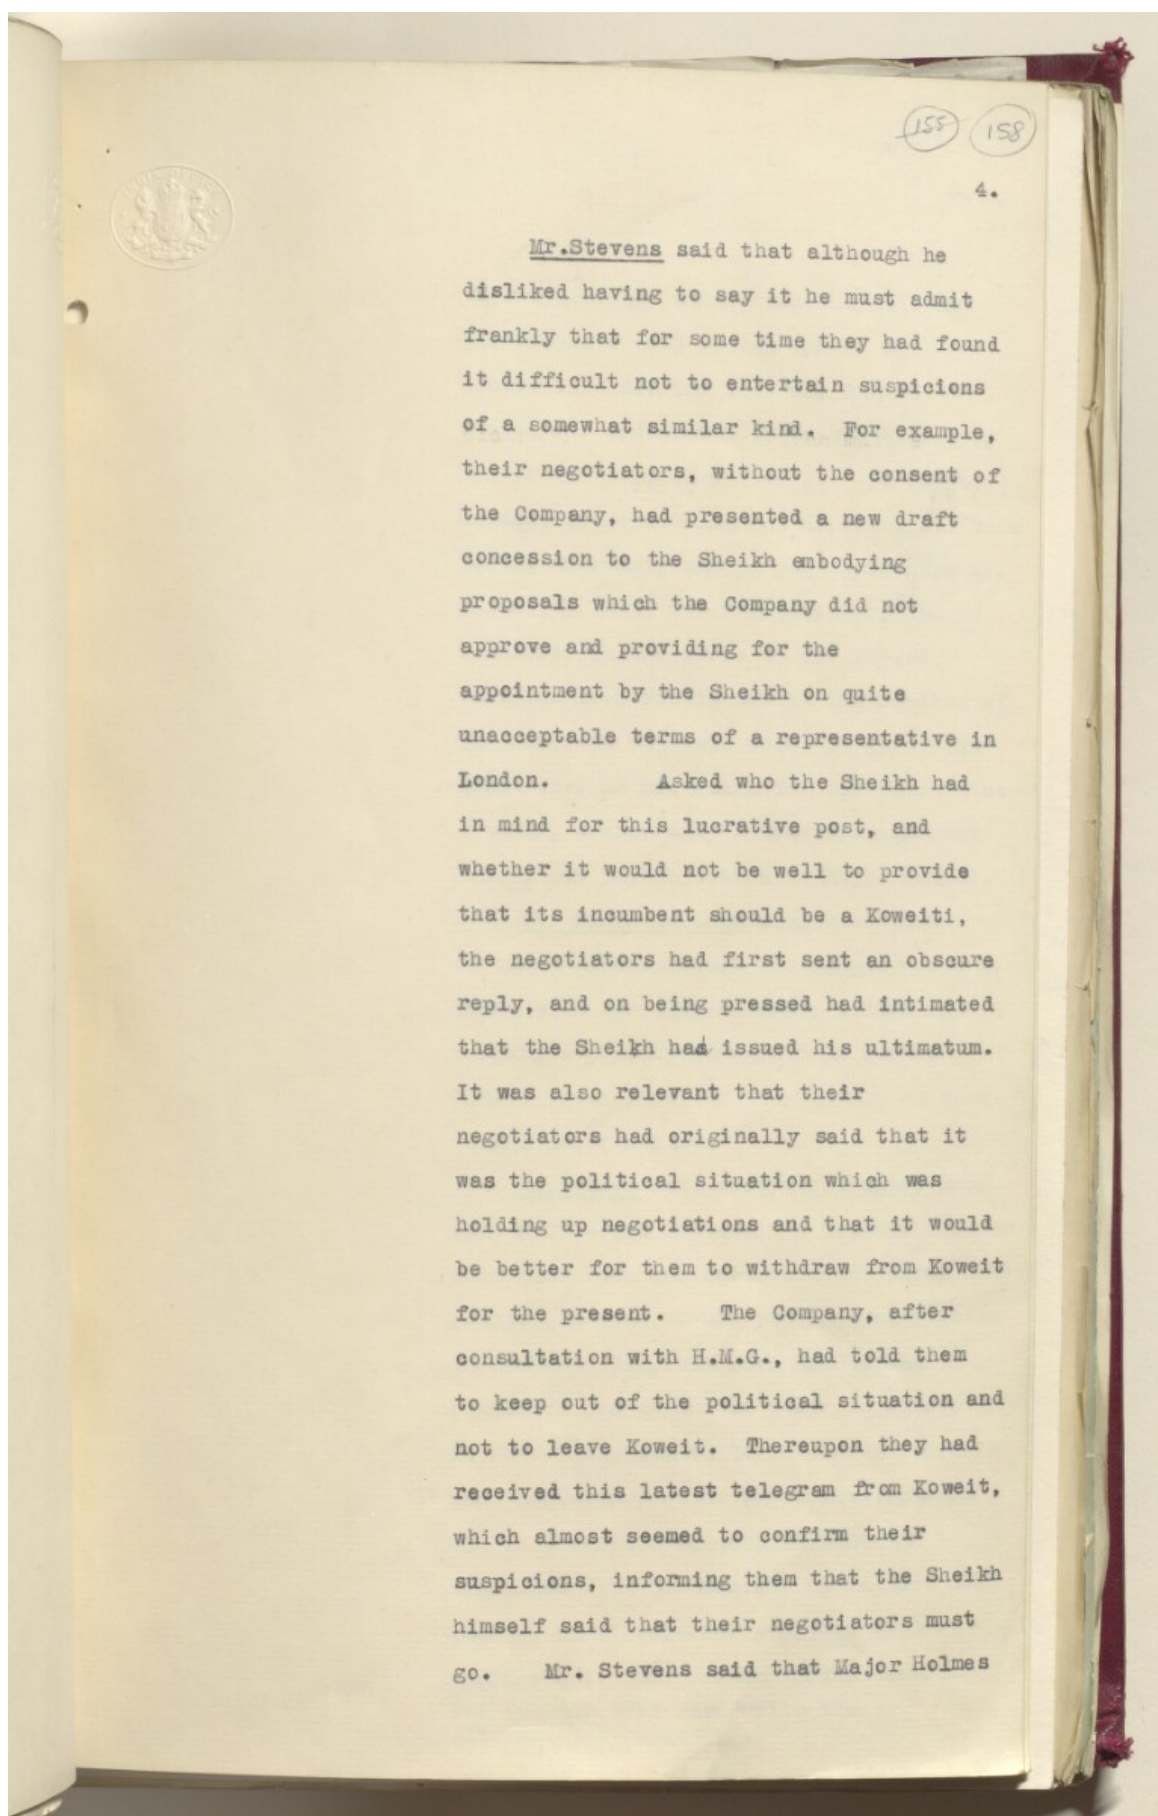 155 158
4.
Mr.Stevens said that although he
disliked having to say it he must admit
frankly that for some time they had found
it difficult not to entertain suspicions
of a somewhat similar kind. For example,
their negotiators, without the consent of
the Company, had presented a new draft
concession to the Sheikh embodying
proposals which the Company did not
approve and providing for the
appointment by the Sheikh on quite
unacceptable terms of a representative in
London. Asked who the Sheikh had
in mind for this lucrative post, and
whether it would not be well to provide
that its incumbent should be a Koweiti,
the negotiators had first sent an obscure
reply, and on being pressed had intimated
that the Sheikh had issued his ultimatum.
It was also relevant that their
negotiators had originally said that it
was the political situation which was
holding up negotiations and that it would
be better for them to withdraw from Koweit
for the present. The Company, after
consultation with H.M.G., had told them
to keep out of the political situation and
not to leave Koweit. Thereupon they had
received this latest telegram from Koweit,
which almost seemed to confirm their
suspicions, informing them that the Sheikh
himself said that their negotiators must
go. Mr. Stevens said that Major Holmes